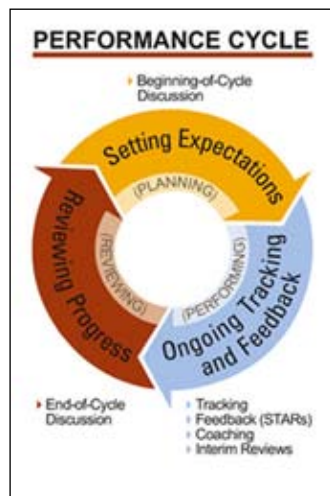 PERFORMANCE CYCLE
Beginning-of-Cycle
Discussion
Setting Expectations
(PLANNING)
Ongoing Tracking
and Feedback
(PERFORMING)
Reviewing Progress
(REVIEWING)
End-of-Cycle
Discussion
Tracking
Feedback (STARs)
Coaching
Interim Reviews